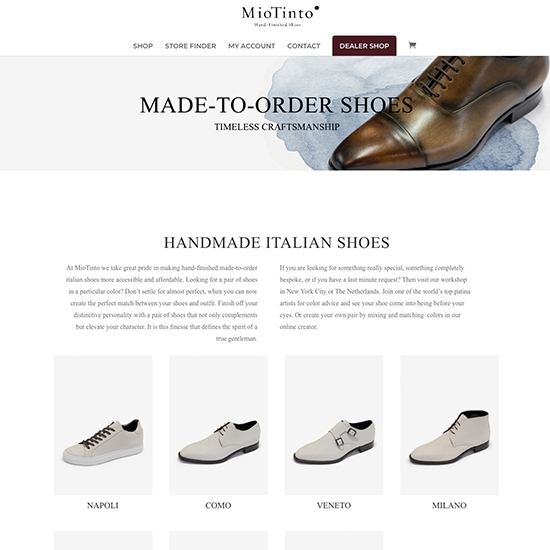 MioTinto
Hand-Finished Shoes
SHOP STORE FINDER MY ACCOUNT CONTACT DEALER SHOP
MADE-TO-ORDER SHOES
TIMELESS CRAFTSMANSHIP
HANDMADE ITALIAN SHOES
At MioTinto we take great pride in making hand-finished made-to-order
italian shoes more accessible and affordable. Looking for a pair of shoes
in a particular color? Don't settle for almost perfect, when you can now
create the perfect match between your shoes and outfit. Finish off your
distinctive personality with a pair of shoes that not only complements
but elevate your character. It is this finesse that defines the spirit of a
true gentleman.
If you are looking for something really special, something completely
bespoke, or if you have a last minute request? Then visit our workshop
in New York City or The Netherlands. Join one of the world's top patina
artists for color advice and see your shoe come into being before your
eyes. Or create your own pair by mixing and matching colors in our
online creator.
NAPOLI
COMO
VENETO
MILANO